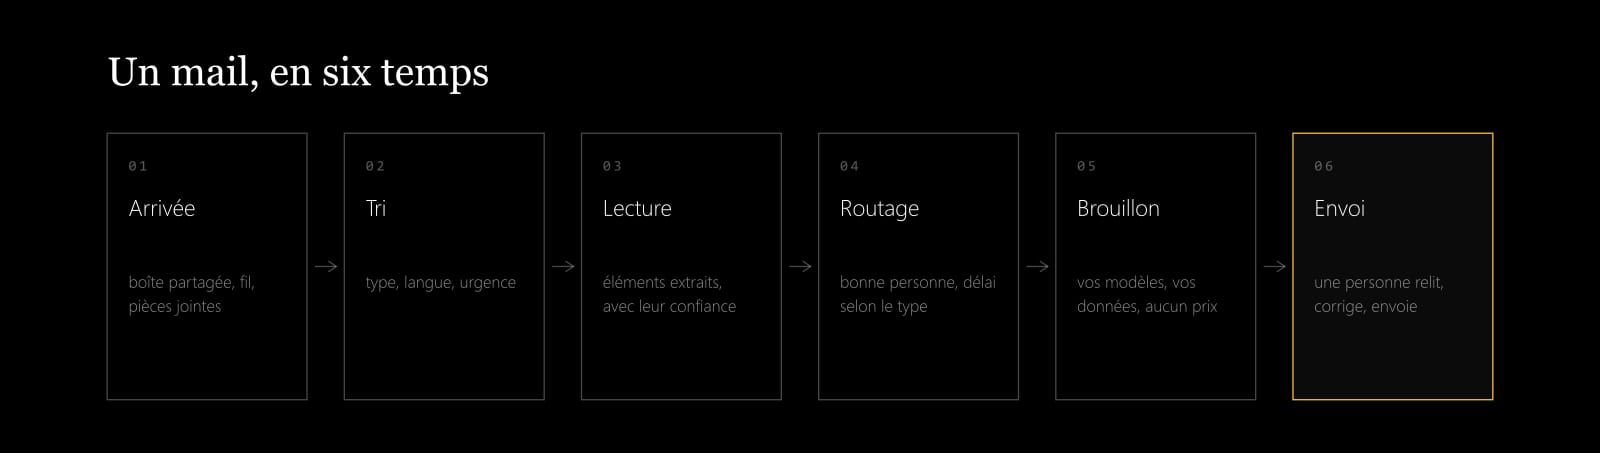 Un mail, en six temps
01
Arrivée
boîte partagée, fil,
pièces jointes
02
Tri
type, langue, urgence
03
Lecture
éléments extraits,
avec leur confiance
04
Routage
bonne personne, délai
selon le type
05
Brouillon
vos modèles, vos
données, aucun prix
06
Envoi
une personne relit,
corrige, envoie